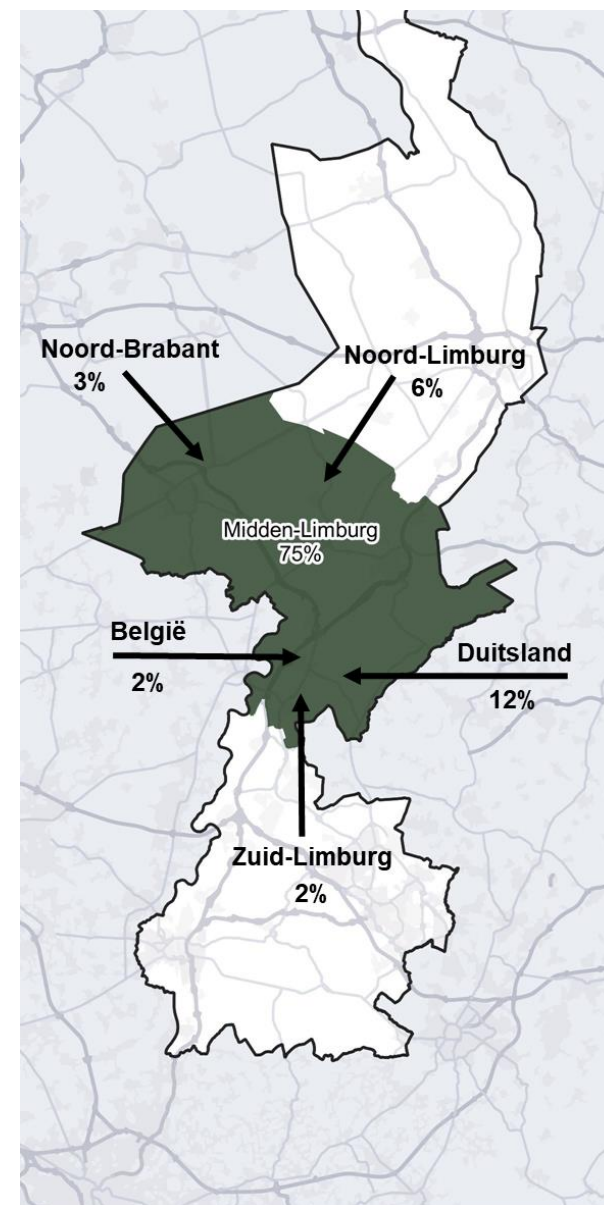 Noord-Brabant
3%
Noord-Limburg
6%
Midden-Limburg
75%
België
2%
Duitsland
12%
Zuid-Limburg
2%